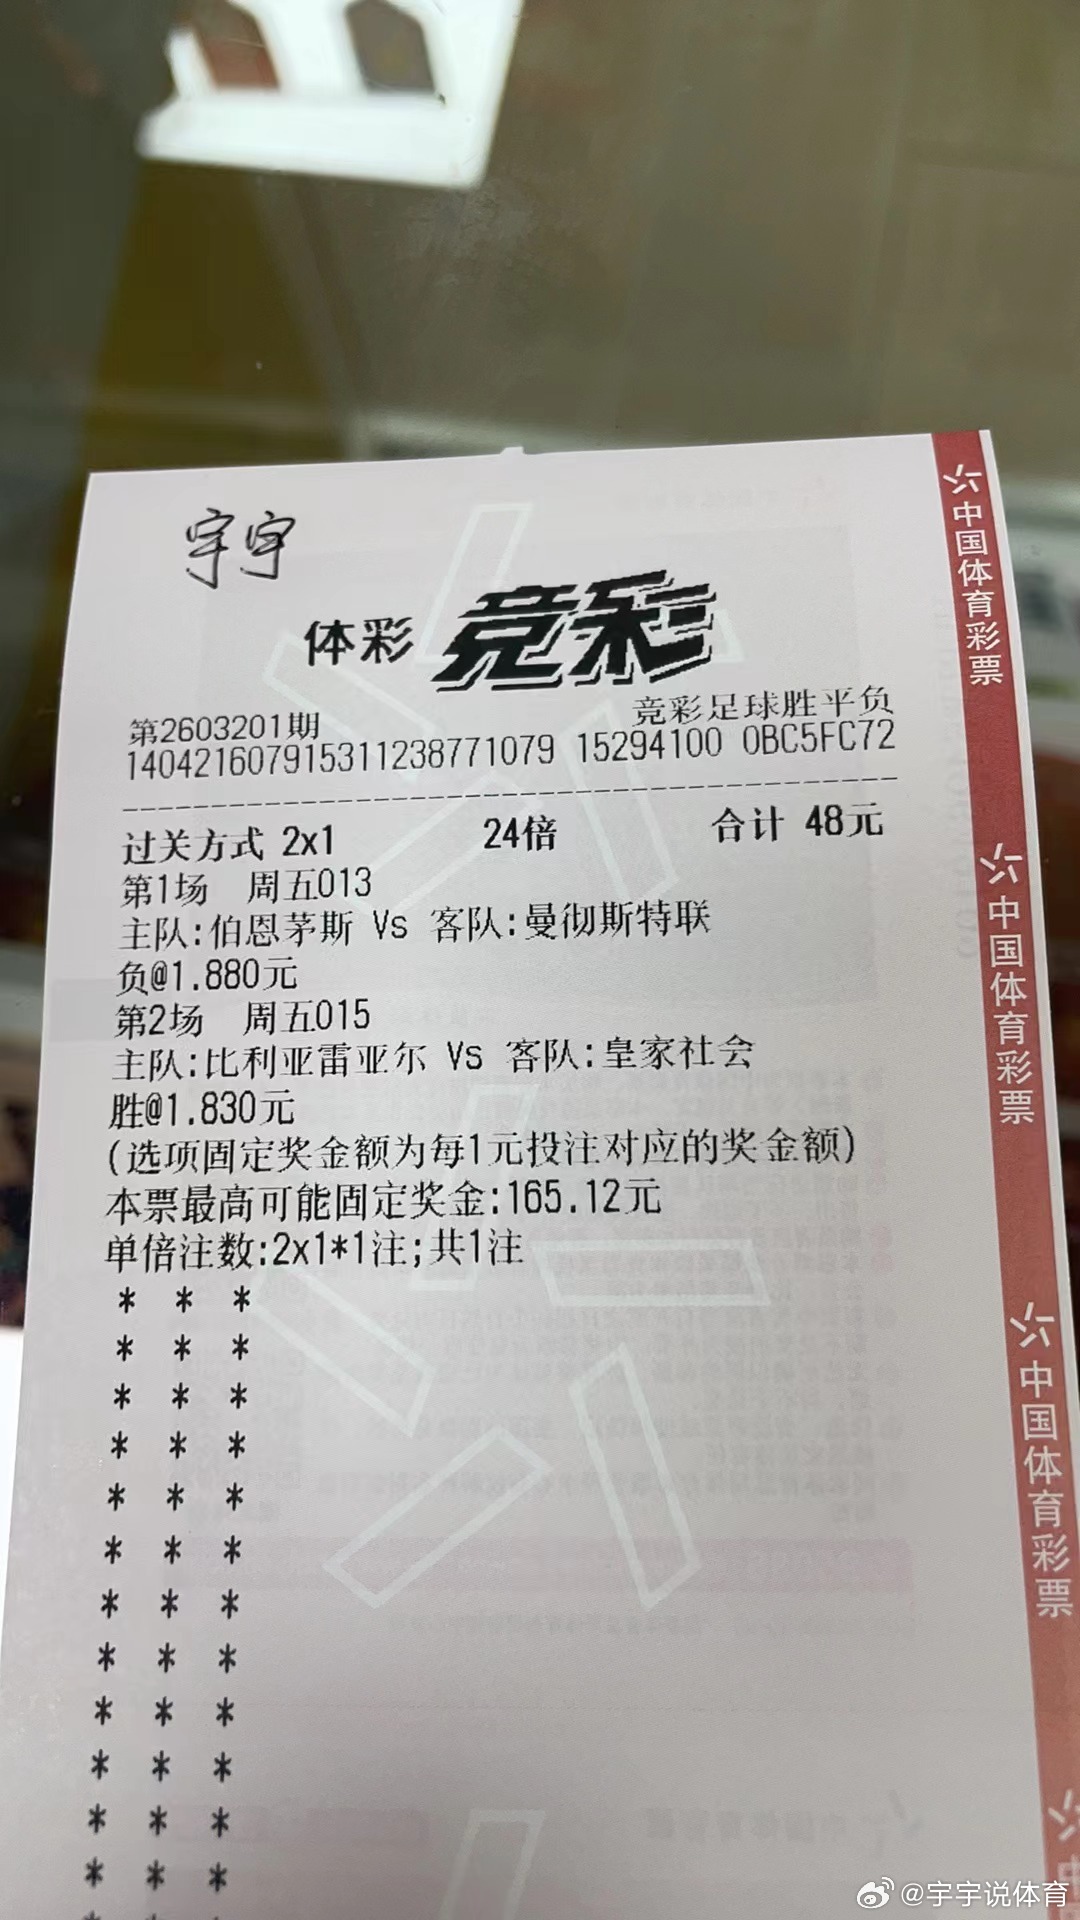 宇宇
体彩 竞彩
第2603201期 竞彩足球胜平负
140421607915311238771079 15294100 0BC5FC72
过关方式 2x1 24倍 合计 48元
第1场 周五013
主队:伯恩茅斯 Vs 客队:曼彻斯特联
负@1.880元
第2场 周五015
主队:比利亚雷亚尔 Vs 客队:皇家社会
胜@1.830元
(选项固定奖金额为每1元投注对应的奖金额)
本票最高可能固定奖金:165.12元
单倍注数:2x1*1注;共1注
* * *
* * *
* * *
* * *
* * *
* * *
* * *
* * *
* * *
* * *
* * *
* * *
中国体育彩票
中国体育彩票
中国体育彩票
中
@宇宇说体育